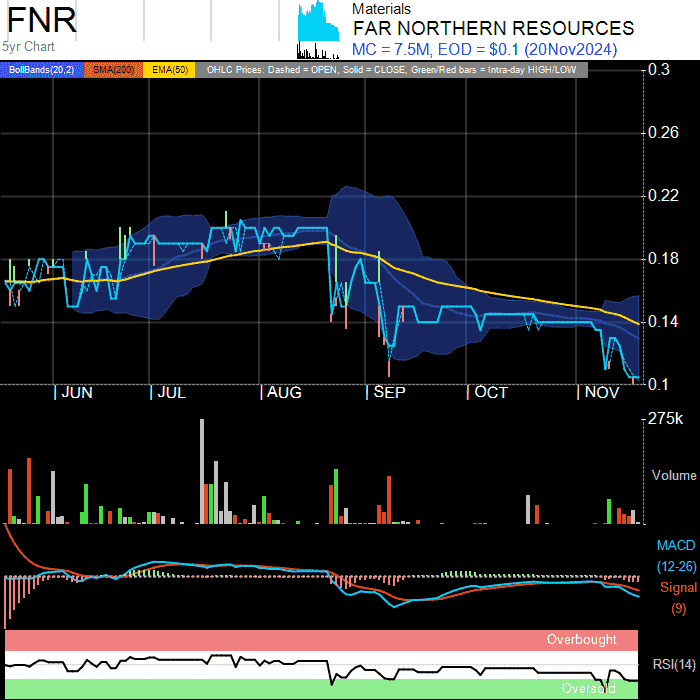 FNR
5yr Chart
Materials
FAR NORTHERN RESOURCES
MC = 7.5M, EOD = $0.1 (20Nov2024)
BollBands(20,2) SMA(200) EMA(50) OHLC Prices: Dashed = OPEN, Solid = CLOSE, Green/Red bars = Intra-day HIGH/LOW
0.3
0.26
0.22
0.18
0.14
0.1
JUN JUL AUG SEP OCT NOV
275k
Volume
MACD
(12-26)
Signal
(9)
Overbought
RSI(14)
Oversold